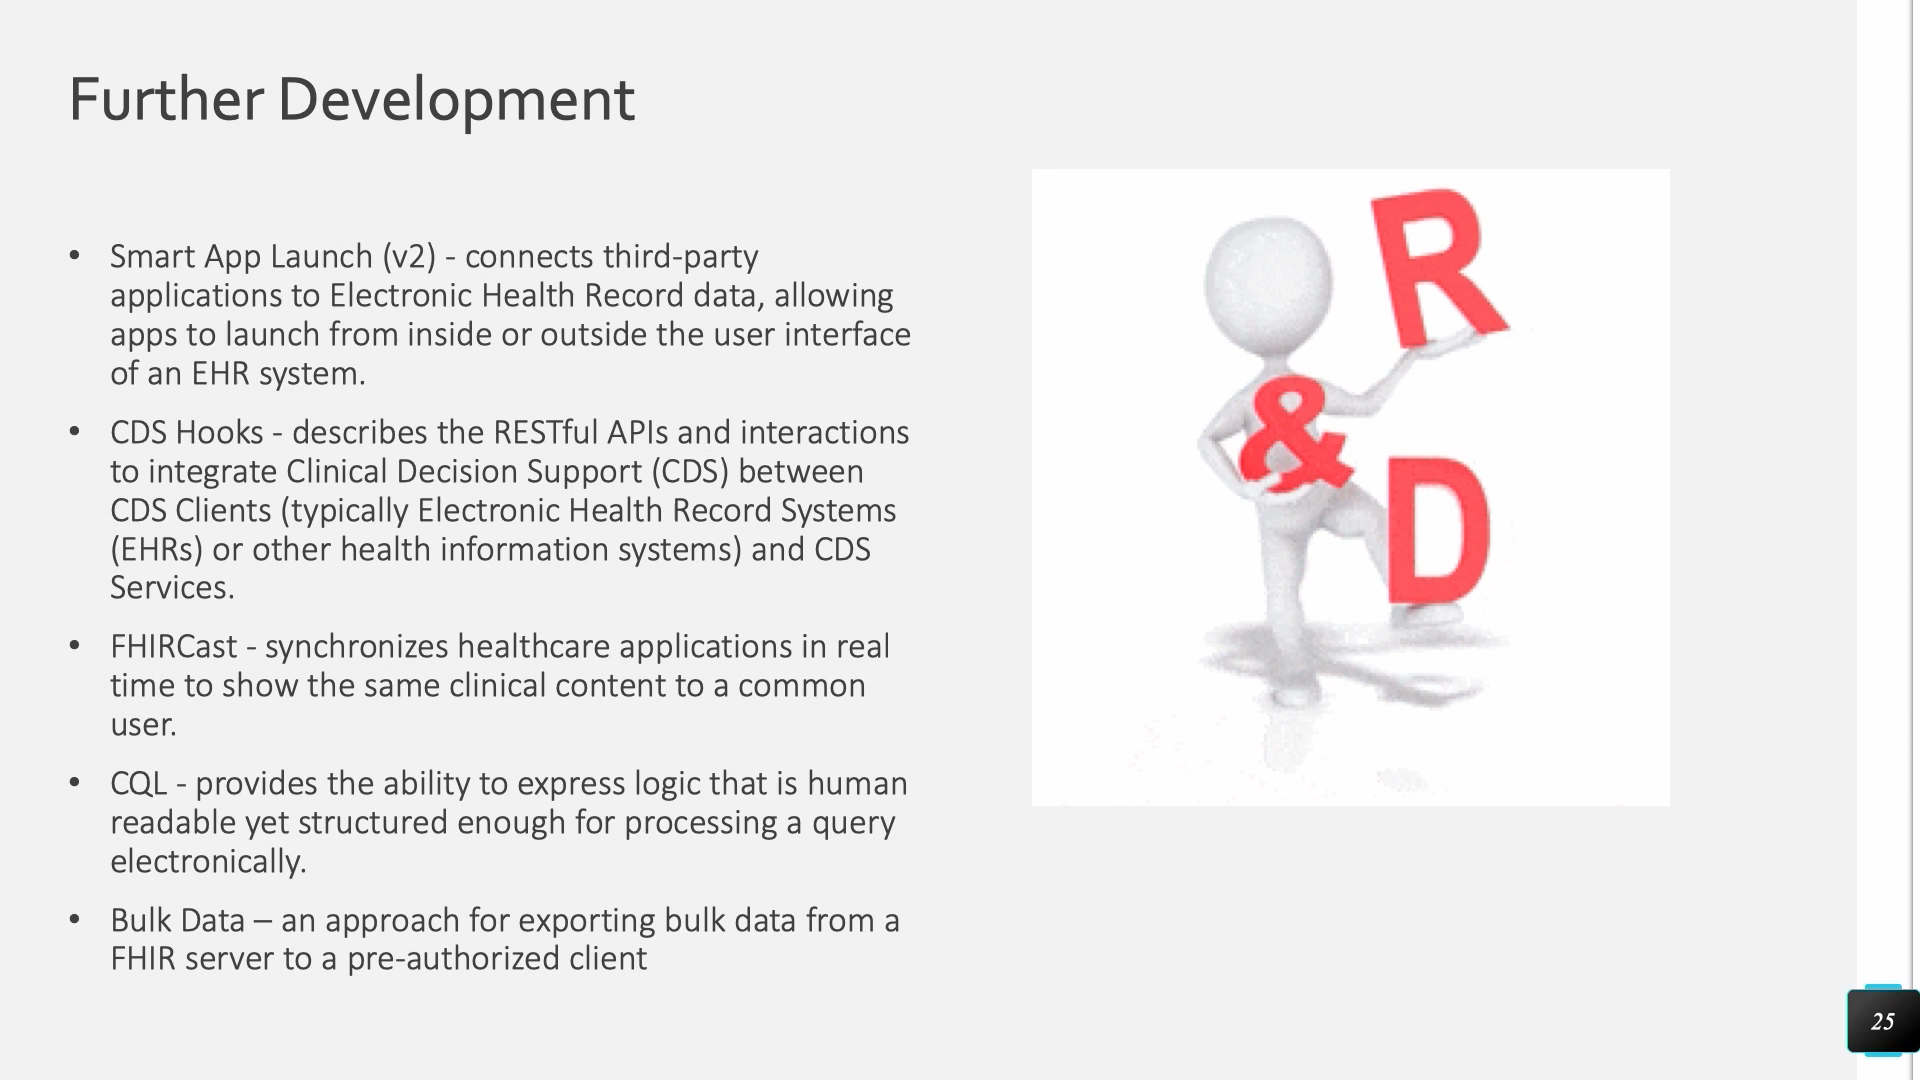 Further Development
• Smart App Launch (v2) - connects third-party
applications to Electronic Health Record data, allowing
apps to launch from inside or outside the user interface
of an EHR system.
• CDS Hooks - describes the RESTful APIs and interactions
to integrate Clinical Decision Support (CDS) between
CDS Clients (typically Electronic Health Record Systems
(EHRs) or other health information systems) and CDS
Services.
• FHIRCast - synchronizes healthcare applications in real
time to show the same clinical content to a common
user.
• CQL - provides the ability to express logic that is human
readable yet structured enough for processing a query
electronically.
• Bulk Data – an approach for exporting bulk data from a
FHIR server to a pre-authorized client
R
&
D
25